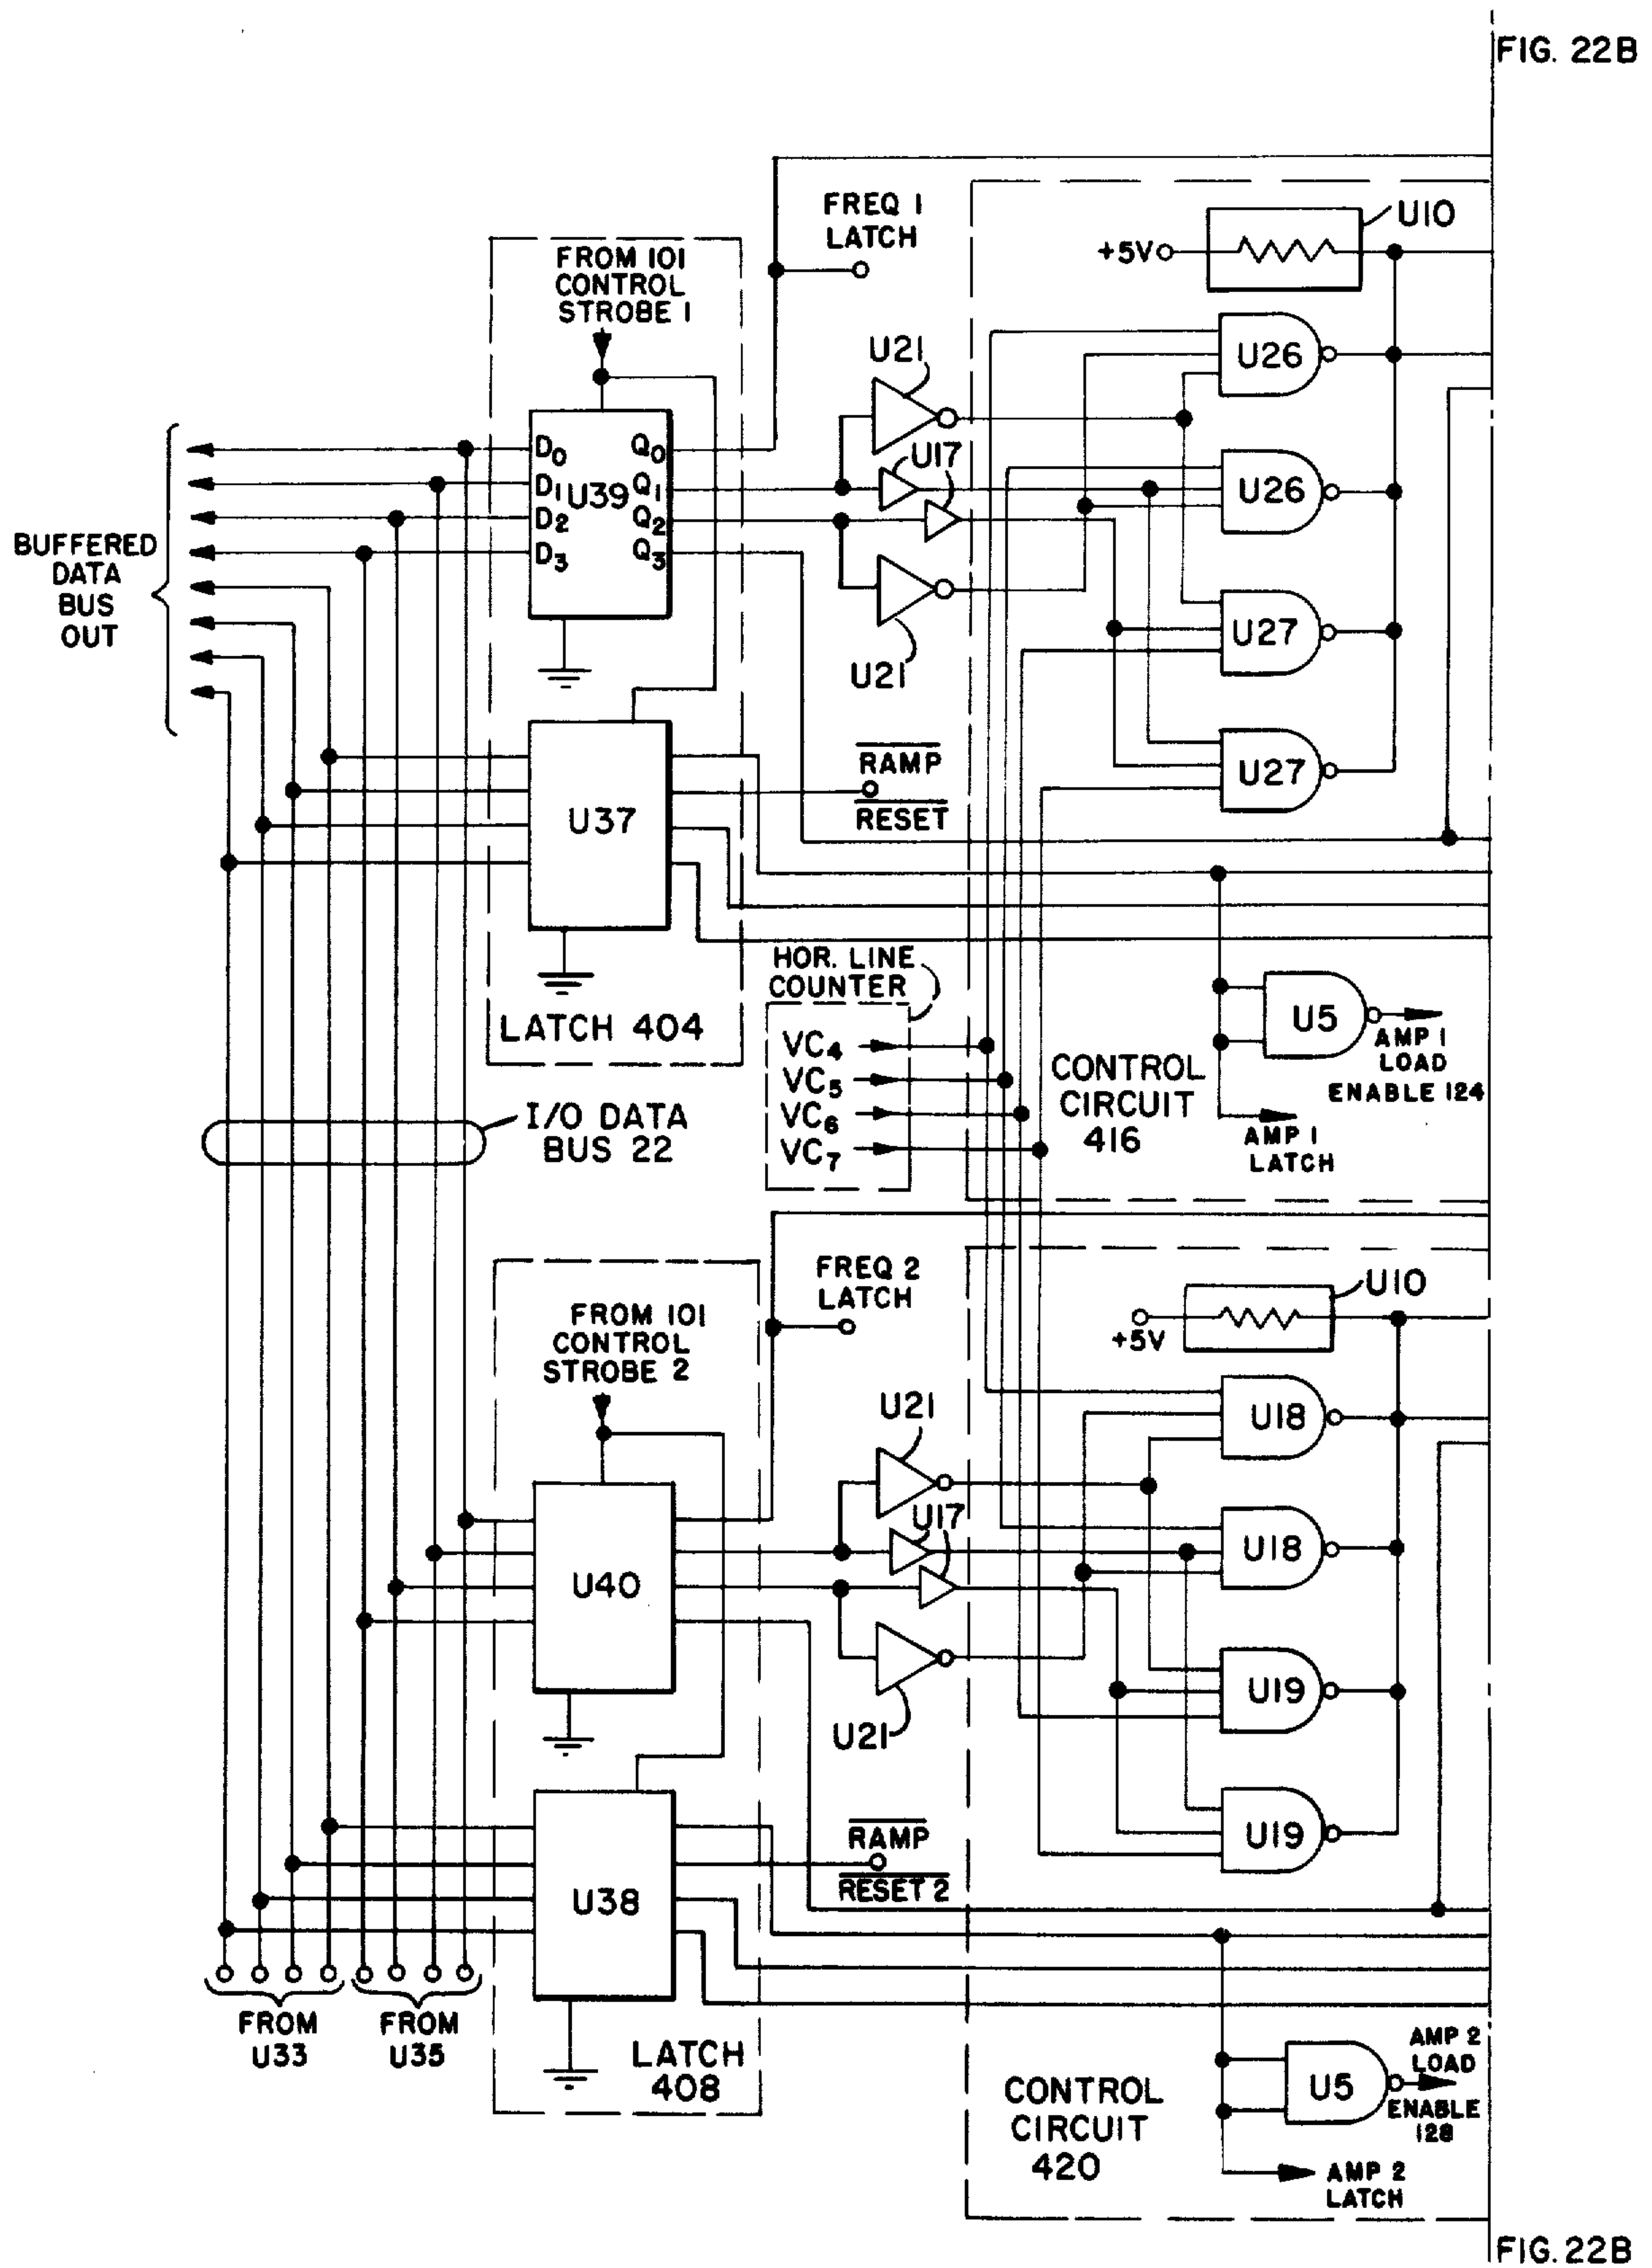 FIG. 22B
FREQ 1
LATCH
U10
+5V
FROM 101
CONTROL
STROBE 1
U21
U26
D0
Q0
U17
D1
U39
Q1
U26
D2
Q2
D3
Q3
BUFFERED
DATA
BUS
OUT
U21
U27
RAMP
RESET
U27
U37
HOR. LINE
COUNTER
LATCH 404
U5
AMP 1
LOAD
ENABLE 124
VC4
VC5
VC6
VC7
CONTROL
CIRCUIT
416
AMP 1
LATCH
I/O DATA
BUS 22
FREQ 2
LATCH
U10
+5V
FROM 101
CONTROL
STROBE 2
U21
U18
U17
U18
U40
U21
U19
RAMP
RESET 2
U19
U38
FROM
U33
FROM
U35
LATCH
408
AMP 2
LOAD
U5
ENABLE
128
CONTROL
CIRCUIT
420
AMP 2
LATCH
FIG. 22B